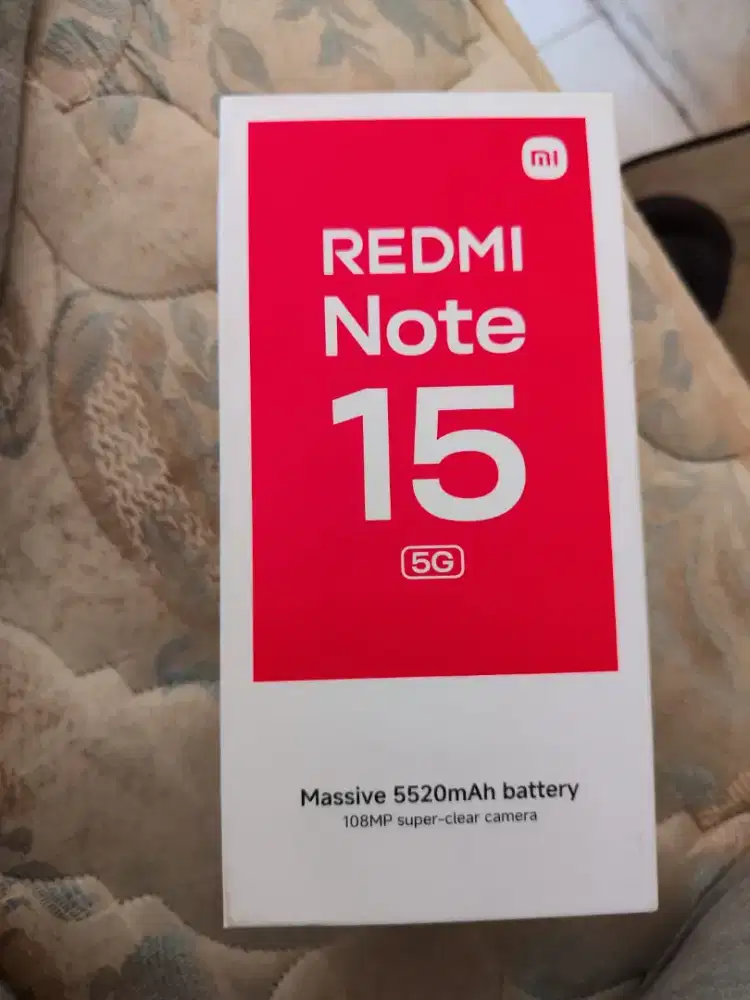 mi
REDMI
Note
15
5G
Massive 5520mAh battery
108MP super-clear camera